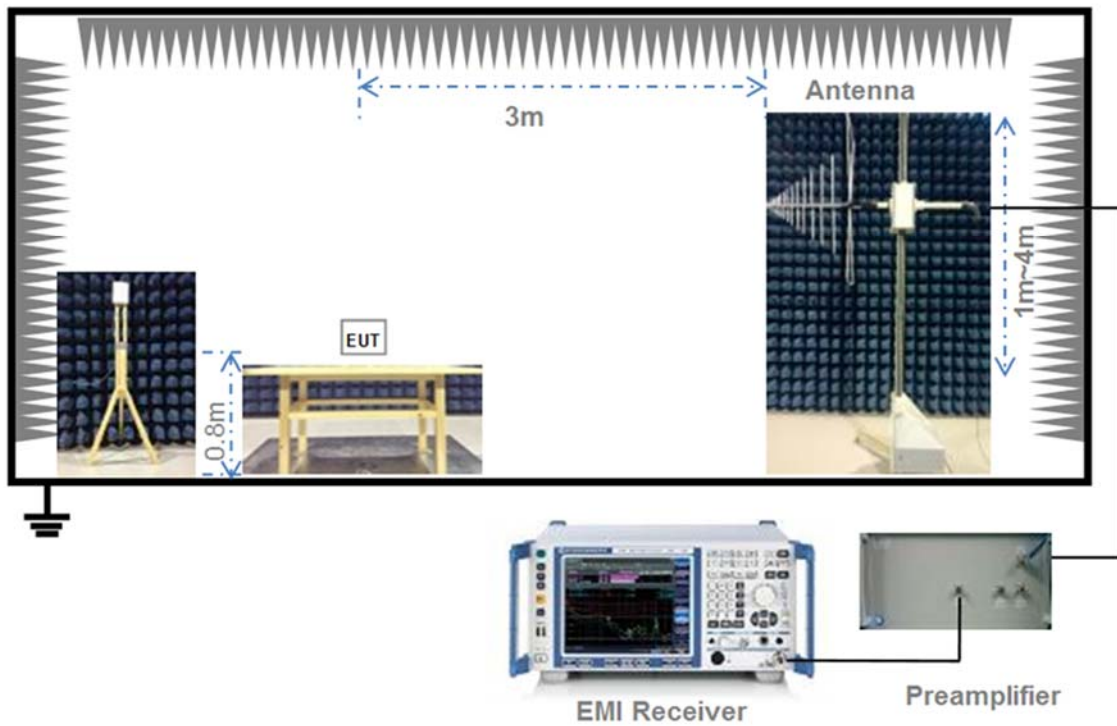 3m
Antenna
1m~4m
EUT
0.8m
EMI Receiver
Preamplifier